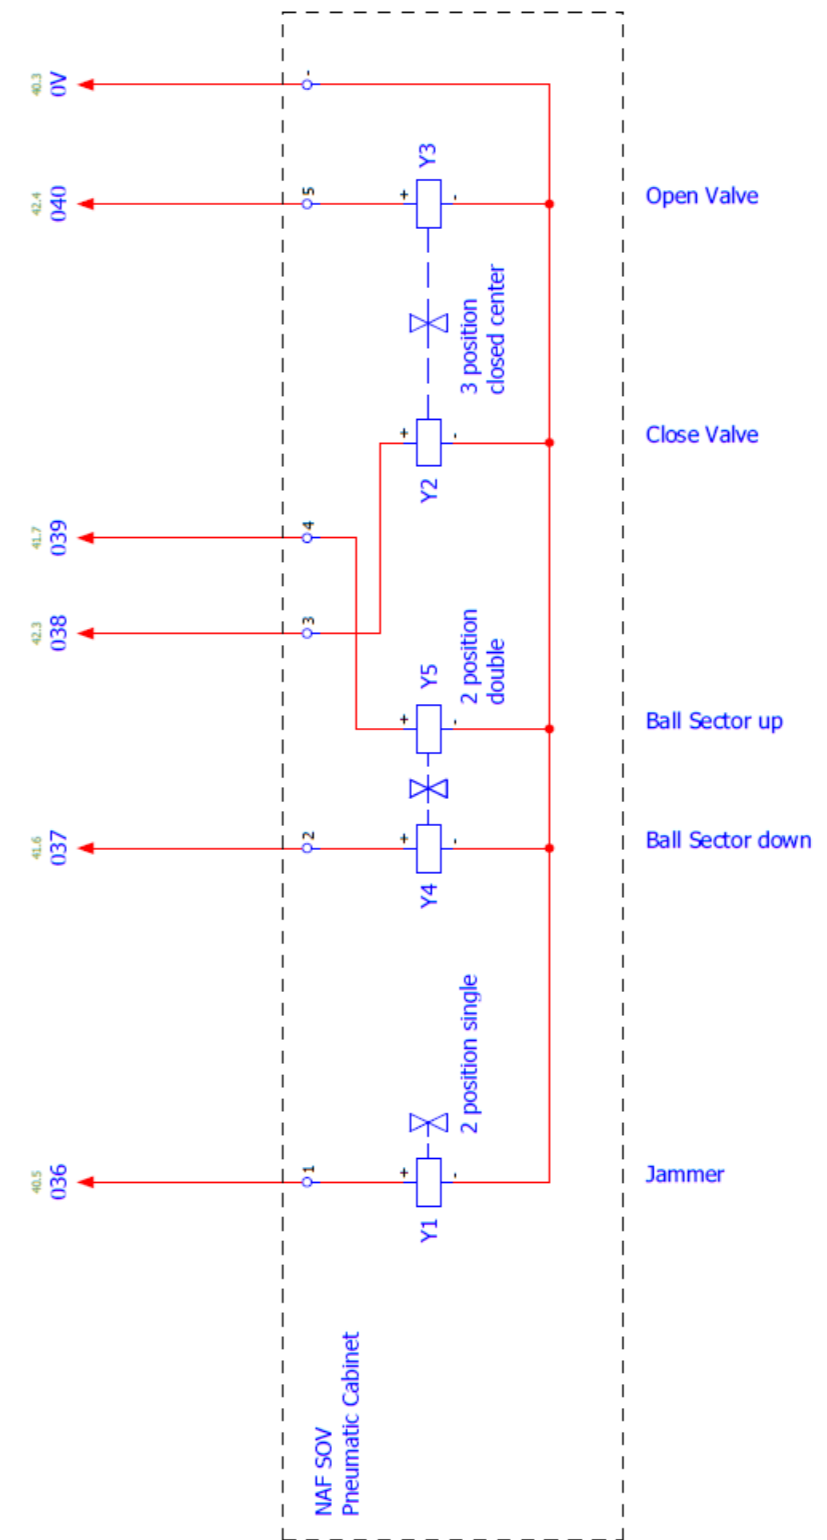 40.3
0V
-
42.4
040
5
+
-
Y3
Open Valve
3 position
closed center
+
-
Y2
Close Valve
41.7
039
4
42.3
038
3
2 position
double
Y5
+
-
Ball Sector up
41.6
037
2
+
-
Y4
Ball Sector down
2 position single
40.5
036
1
+
-
Y1
Jammer
NAF SOV
Pneumatic Cabinet